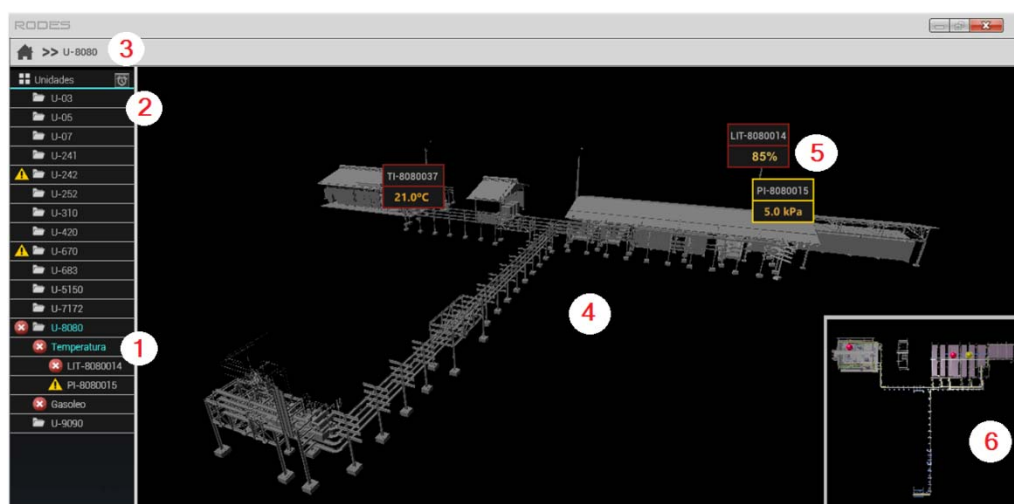 RODES
>> U-8080
3
Unidades
2
U-03
U-05
U-07
U-241
U-242
U-252
U-310
U-420
U-670
U-683
U-5150
U-7172
U-8080
Temperatura
1
LIT-8080014
PI-8080015
Gasoleo
U-9090
TI-8080037
21.0ºC
LIT-8080014
85%
5
PI-8080015
5.0 kPa
4
6